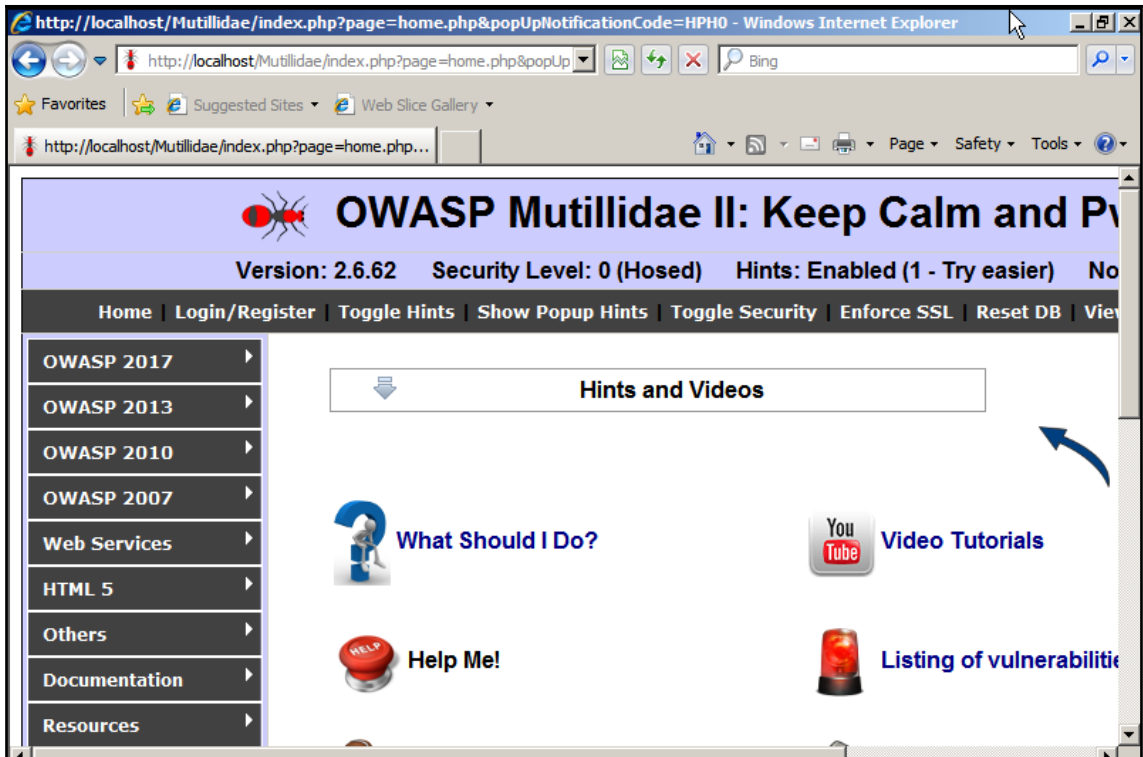 http://localhost/Mutillidae/index.php?page=home.php&popUpNotificationCode=HPH0 - Windows Internet Explorer
http://localhost/Mutillidae/index.php?page=home.php&popUp Bing
Favorites Suggested Sites Web Slice Gallery
http://localhost/Mutillidae/index.php?page=home.php... Page Safety Tools
OWASP Mutillidae II: Keep Calm and Pw
Version: 2.6.62 Security Level: 0 (Hosed) Hints: Enabled (1 - Try easier) No
Home | Login/Register | Toggle Hints | Show Popup Hints | Toggle Security | Enforce SSL | Reset DB | View
OWASP 2017
Hints and Videos
OWASP 2013
OWASP 2010
OWASP 2007
Web Services
HTML 5
Others
Documentation
Resources
What Should I Do?
You Tube
Video Tutorials
HELP
Help Me!
Listing of vulnerabilitie